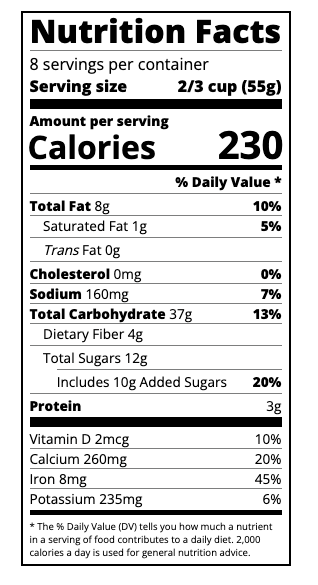 Nutrition Facts
8 servings per container
Serving size 2/3 cup (55g)
Amount per serving
Calories 230
% Daily Value *
Total Fat 8g 10%
Saturated Fat 1g 5%
Trans Fat 0g
Cholesterol 0mg 0%
Sodium 160mg 7%
Total Carbohydrate 37g 13%
Dietary Fiber 4g
Total Sugars 12g
Includes 10g Added Sugars 20%
Protein 3g
Vitamin D 2mcg 10%
Calcium 260mg 20%
Iron 8mg 45%
Potassium 235mg 6%
* The % Daily Value (DV) tells you how much a nutrient
in a serving of food contributes to a daily diet. 2,000
calories a day is used for general nutrition advice.